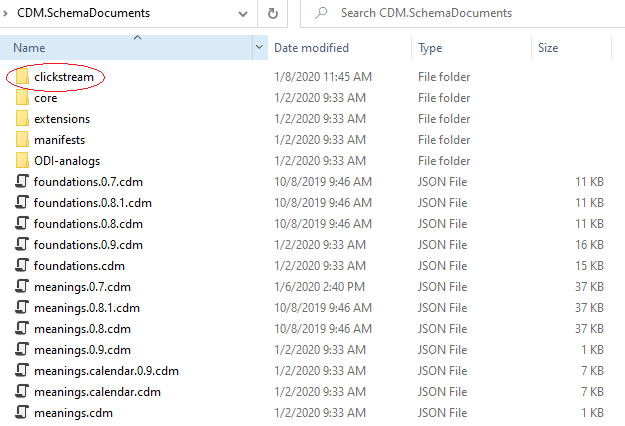 CDM.SchemaDocuments Search CDM.SchemaDocuments
Name Date modified Type Size
clickstream 1/8/2020 11:45 AM File folder
core 1/2/2020 9:33 AM File folder
extensions 1/2/2020 9:33 AM File folder
manifests 1/2/2020 9:33 AM File folder
ODI-analogs 1/2/2020 9:33 AM File folder
foundations.0.7.cdm 10/8/2019 9:46 AM JSON File 11 KB
foundations.0.8.1.cdm 10/8/2019 9:46 AM JSON File 11 KB
foundations.0.8.cdm 10/8/2019 9:46 AM JSON File 11 KB
foundations.0.9.cdm 1/2/2020 9:33 AM JSON File 16 KB
foundations.cdm 1/2/2020 9:33 AM JSON File 15 KB
meanings.0.7.cdm 1/6/2020 2:40 PM JSON File 37 KB
meanings.0.8.1.cdm 10/8/2019 9:46 AM JSON File 37 KB
meanings.0.8.cdm 10/8/2019 9:46 AM JSON File 37 KB
meanings.0.9.cdm 1/2/2020 9:33 AM JSON File 1 KB
meanings.calendar.0.9.cdm 1/2/2020 9:33 AM JSON File 7 KB
meanings.calendar.cdm 1/2/2020 9:33 AM JSON File 7 KB
meanings.cdm 1/2/2020 9:33 AM JSON File 1 KB